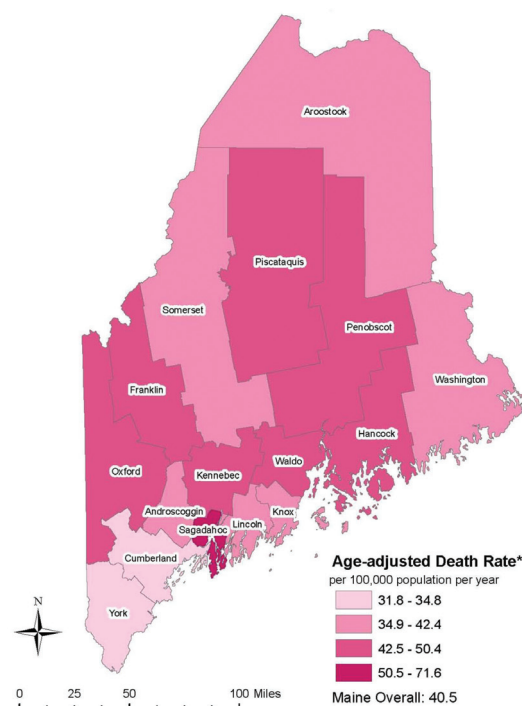 Aroostook
Piscataquis
Somerset
Penobscot
Washington
Franklin
Hancock
Waldo
Oxford
Kennebec
Androscoggin
Knox
Lincoln
Sagadahoc
Cumberland
York
Age-adjusted Death Rate*
per 100,000 population per year
31.8 - 34.8
34.9 - 42.4
42.5 - 50.4
50.5 - 71.6
Maine Overall: 40.5
N
0 25 50 100 Miles